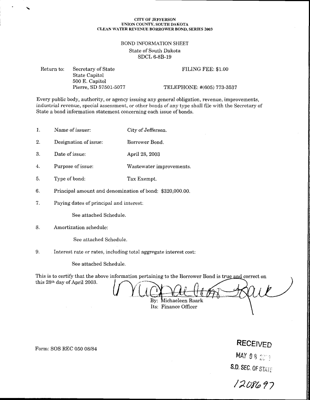 CITY OF JEFFERSON
UNION COUNTY, SOUTH DAKOTA
CLEAN WATER REVENUE BORROWER BOND, SERIES 2003
BOND INFORMATION SHEET
State of South Dakota
SDCL 6-8B-19
Return to: Secretary of State FILING FEE: $1.00
State Capitol
500 E. Capitol
Pierre, SD 57501-5077 TELEPHONE: #(605) 773-3537
Every public body, authority, or agency issuing any general obligation, revenue, improvements,
industrial revenue, special assessment, or other bonds of any type shall file with the Secretary of
State a bond information statement concerning each issue of bonds.
1. Name of issuer: City of Jefferson.
2. Designation of issue: Borrower Bond.
3. Date of issue: April 28, 2003
4. Purpose of issue: Wastewater improvements.
5. Type of bond: Tax Exempt.
6. Principal amount and denomination of bond: $320,000.00.
7. Paying dates of principal and interest:
See attached Schedule.
8. Amortization schedule:
See attached Schedule.
9. Interest rate or rates, including total aggregate interest cost:
See attached Schedule.
This is to certify that the above information pertaining to the Borrower Bond is true and correct on
this 28th day of April 2003.
Michaeleen Roark
By: Michaeleen Roark
Its: Finance Officer
RECEIVED
MAY
S.D. SEC. OF STATE
Form: SOS REC 050 08/84
1208697